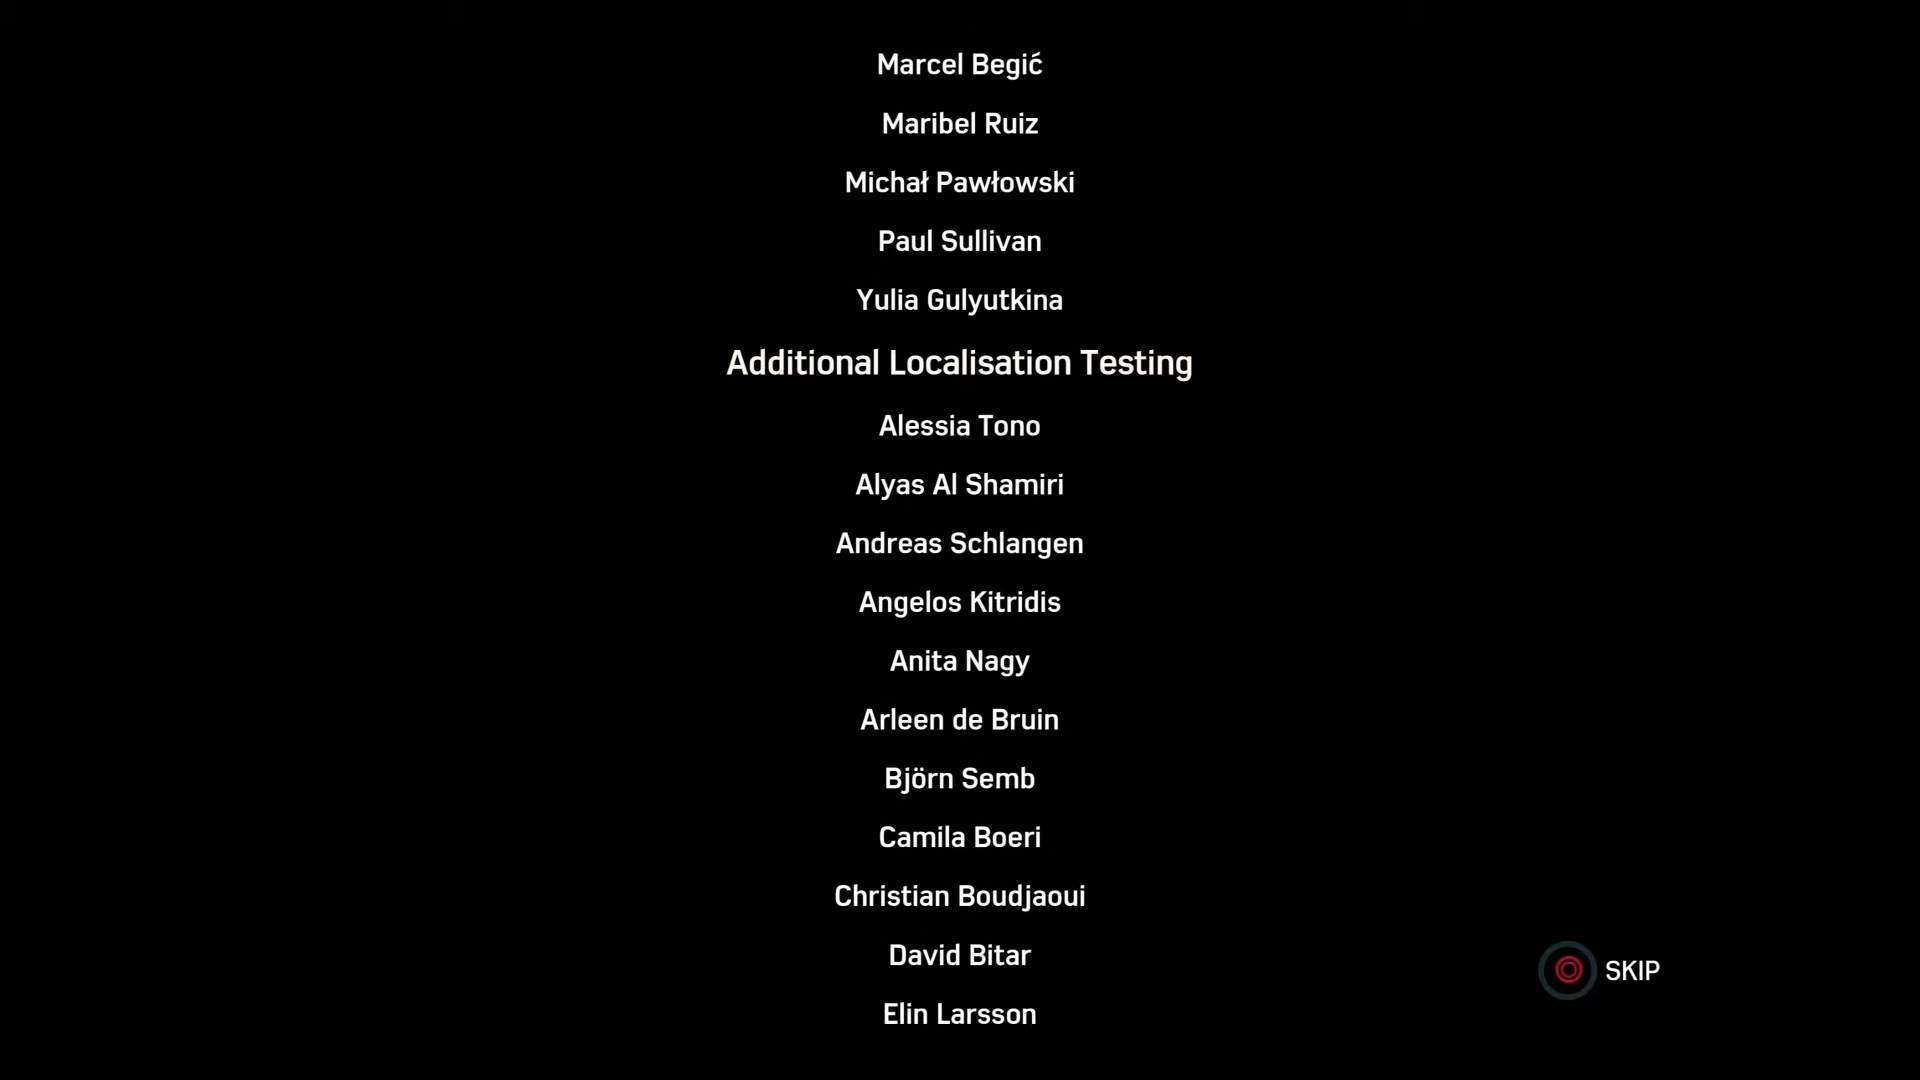 Marcel Begić
Maribel Ruiz
Michał Pawłowski
Paul Sullivan
Yulia Gulyutkina
Additional Localisation Testing
Alessia Tono
Alyas Al Shamiri
Andreas Schlangen
Angelos Kitridis
Anita Nagy
Arleen de Bruin
Björn Semb
Camila Boeri
Christian Boudjaoui
David Bitar
SKIP
Elin Larsson